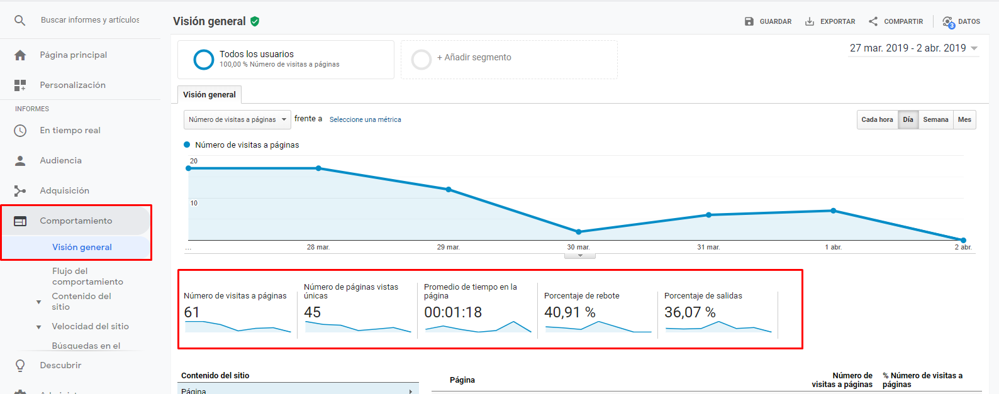 Buscar informes y artículos
Página principal
Personalización
INFORMES
En tiempo real
Audiencia
Adquisición
Comportamiento
Visión general
Flujo del
comportamiento
Contenido del
sitio
Velocidad del sitio
Búsquedas en el
Descubrir
Visión general
GUARDAR
EXPORTAR
COMPARTIR
3
DATOS
Todos los usuarios
100,00 % Número de visitas a páginas
+ Añadir segmento
27 mar. 2019 - 2 abr. 2019
Visión general
Número de visitas a páginas
frente a
Seleccione una métrica
Cada hora
Día
Semana
Mes
Número de visitas a páginas
20
10
...
28 mar.
29 mar.
30 mar.
31 mar.
1 abr.
2 abr.
Número de visitas a páginas
61
Número de páginas vistas
únicas
45
Promedio de tiempo en la
página
00:01:18
Porcentaje de rebote
40,91 %
Porcentaje de salidas
36,07 %
Contenido del sitio
Página
Página
Número de
visitas a páginas
% Número de visitas a
páginas